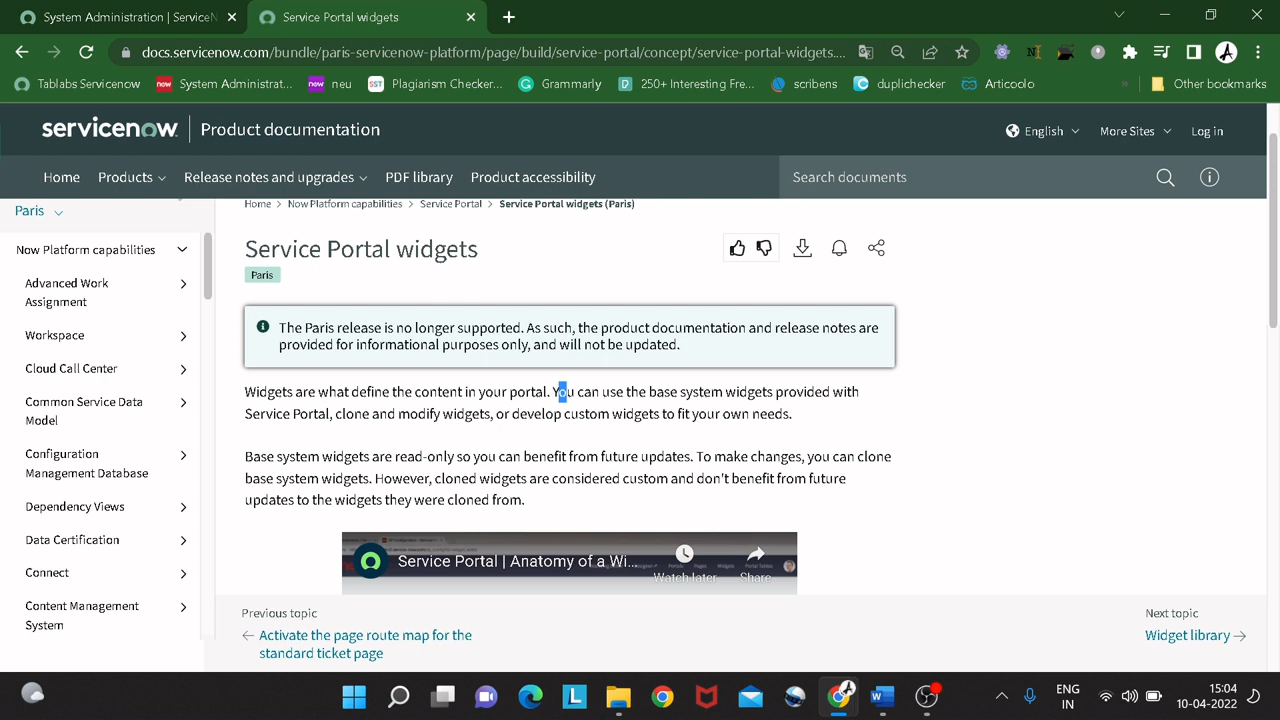 System Administration | ServiceN
Service Portal widgets
docs.servicenow.com/bundle/paris-servicenow-platform/page/build/service-portal/concept/service-portal-widgets....
Tablabs Servicenow
now
System Administrat...
now
neu
SST
Plagiarism Checker...
Grammarly
250+ Interesting Fre...
scribens
duplichecker
Articoolo
»
Other bookmarks
servicenow
Product documentation
English
More Sites
Log in
Home
Products
Release notes and upgrades
PDF library
Product accessibility
Search documents
Paris
Home > Now Platform capabilities > Service Portal > Service Portal widgets (Paris)
Now Platform capabilities
Advanced Work
Assignment
Workspace
Cloud Call Center
Common Service Data
Model
Configuration
Management Database
Dependency Views
Data Certification
Connect
Content Management
System
Service Portal widgets
Paris
The Paris release is no longer supported. As such, the product documentation and release notes are
provided for informational purposes only, and will not be updated.
Widgets are what define the content in your portal. You can use the base system widgets provided with
Service Portal, clone and modify widgets, or develop custom widgets to fit your own needs.
Base system widgets are read-only so you can benefit from future updates. To make changes, you can clone
base system widgets. However, cloned widgets are considered custom and don't benefit from future
updates to the widgets they were cloned from.
Service Portal | Anatomy of a Wi...
Watch later
Share
Previous topic
← Activate the page route map for the
standard ticket page
Next topic
Widget library →
ENG
IN
15:04
10-04-2022